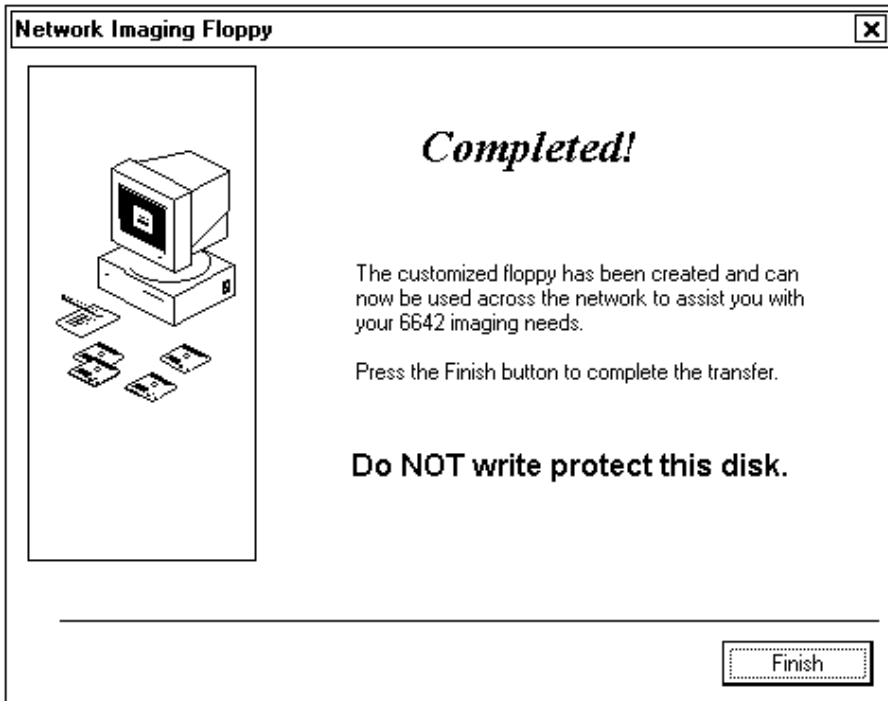 Network Imaging Floppy
Completed!
The customized floppy has been created and can
now be used across the network to assist you with
your 6642 imaging needs.
Press the Finish button to complete the transfer.
Do NOT write protect this disk.
Finish